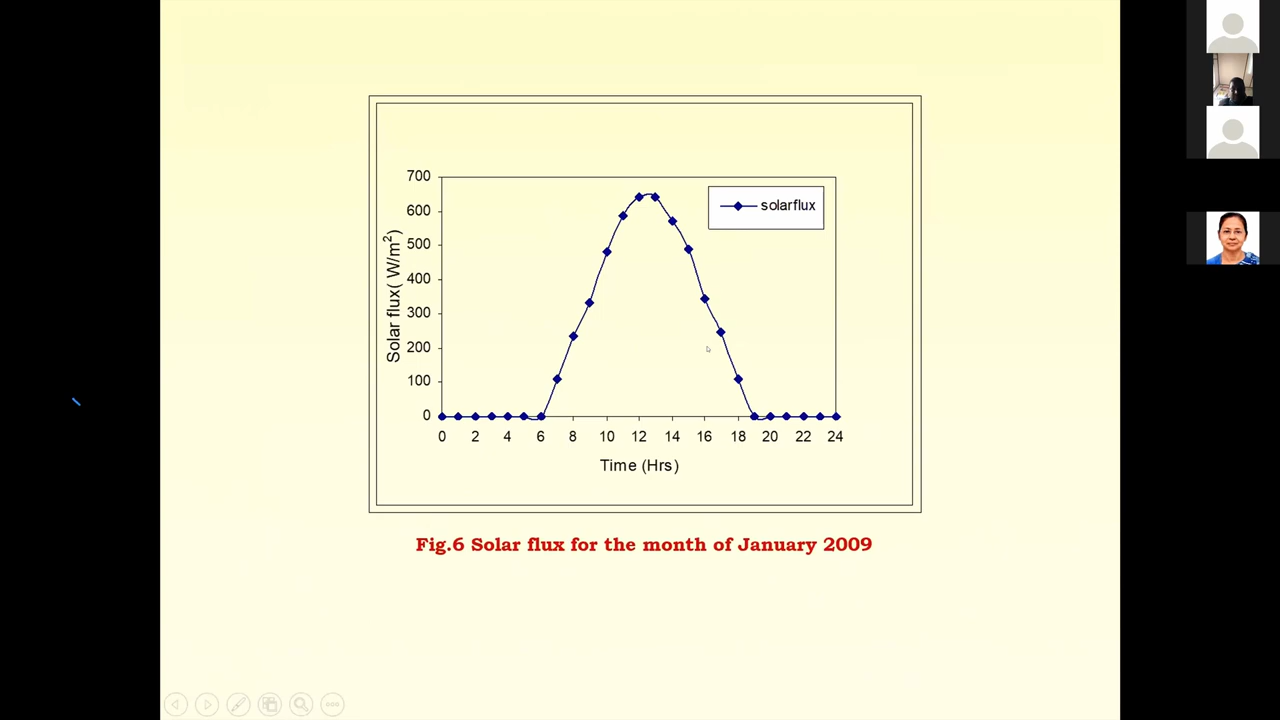 700
600
500
400
300
200
100
0
Solar flux( W/m²)
solarflux
0 2 4 6 8 10 12 14 16 18 20 22 24
Time (Hrs)
Fig.6 Solar flux for the month of January 2009